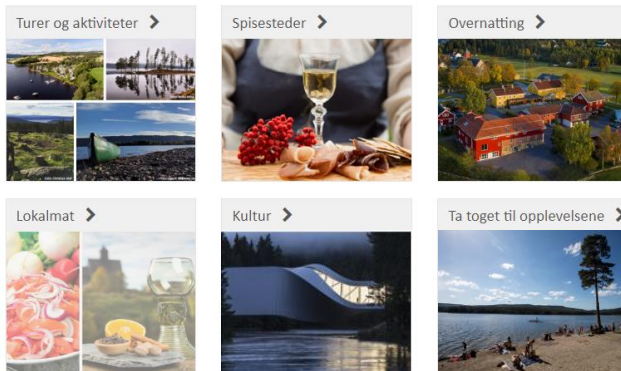 Turer og aktiviteter
Spisesteder
Overnatting
Lokalmat
Kultur
Ta toget til opplevelsene